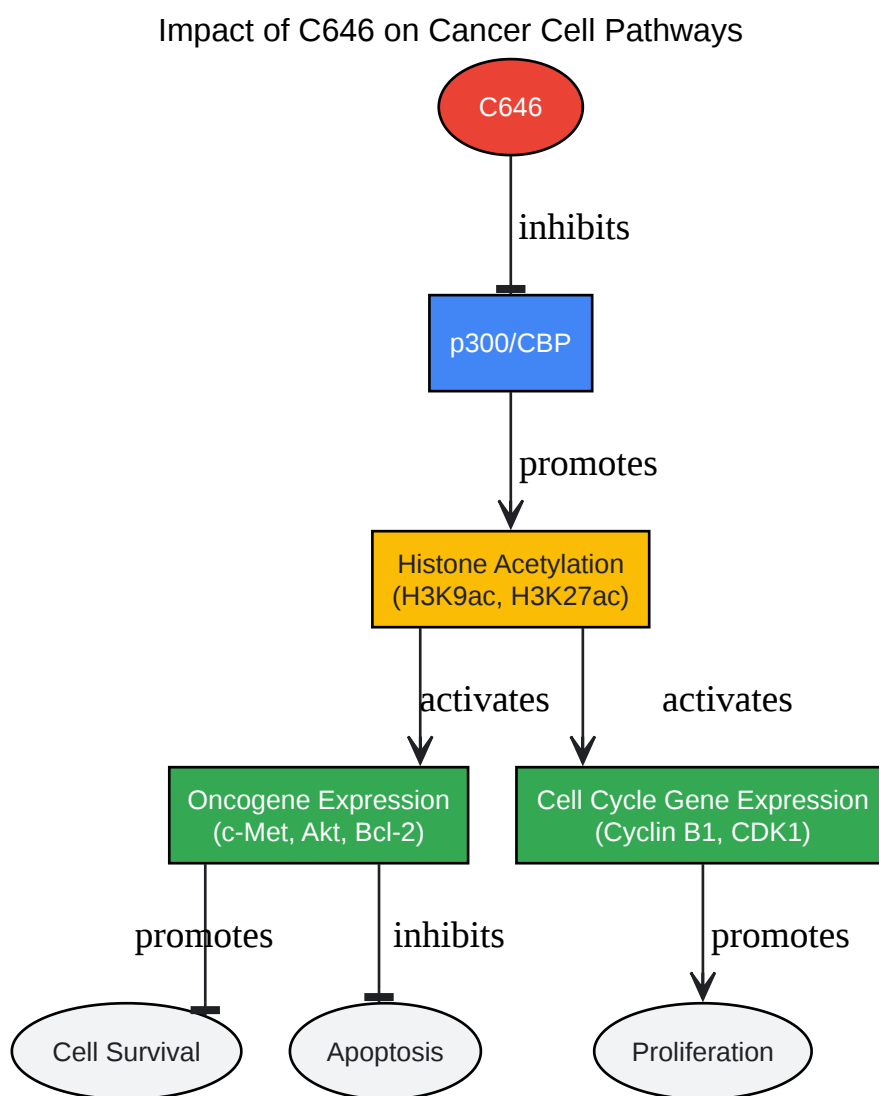 Impact of C646 on Cancer Cell Pathways
C646
inhibits
p300/CBP
promotes
Histone Acetylation
(H3K9ac, H3K27ac)
activates
activates
Oncogene Expression
(c-Met, Akt, Bcl-2)
Cell Cycle Gene Expression
(Cyclin B1, CDK1)
promotes
inhibits
promotes
Cell Survival
Apoptosis
Proliferation